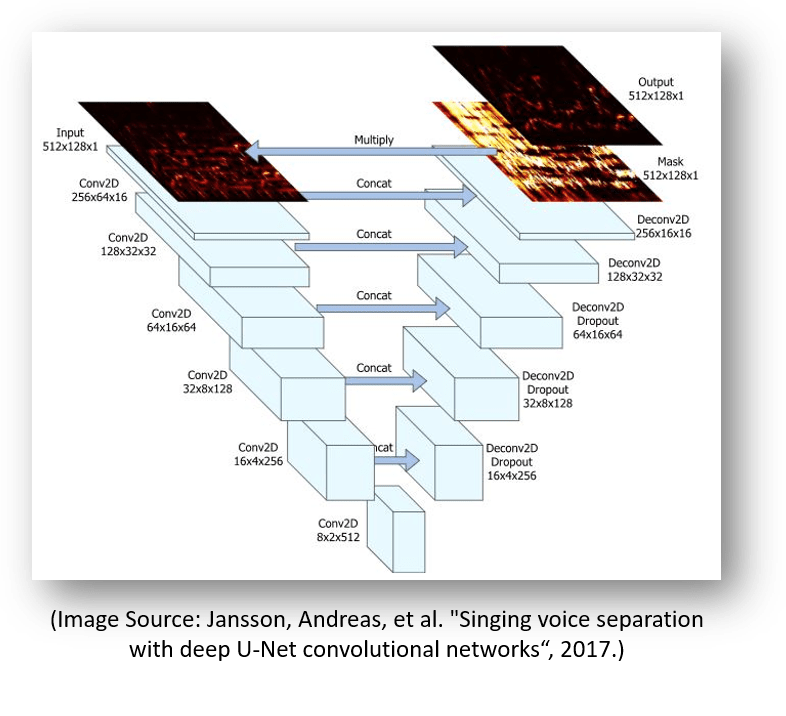 Input
512x128x1
Conv2D
256x64x16
Conv2D
128x32x32
Conv2D
64x16x64
Conv2D
32x8x128
Conv2D
16x4x256
Conv2D
8x2x512
Multiply
Concat
Concat
Concat
Concat
Output
512x128x1
Mask
512x128x1
Deconv2D
256x16x16
Deconv2D
128x32x32
Deconv2D
Dropout
64x16x64
Deconv2D
Dropout
32x8x128
Deconv2D
Dropout
16x4x256
(Image Source: Jansson, Andreas, et al. "Singing voice separation
with deep U-Net convolutional networks“, 2017.)